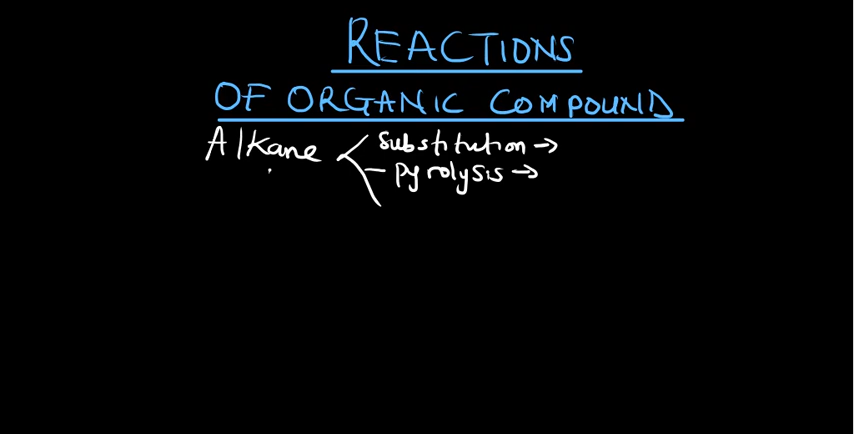 REACTIONS
OF ORGANIC COMPOUND
Alkane
Substitution →
pyrolysis →